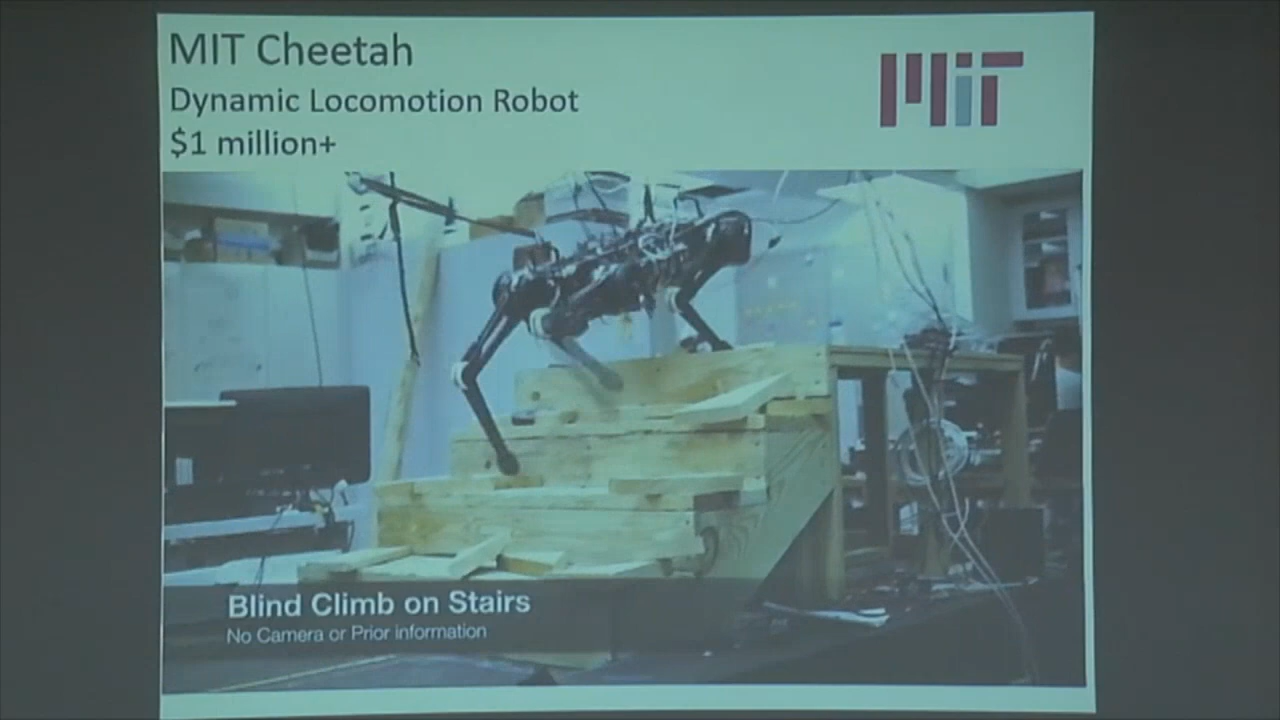 MIT Cheetah
Dynamic Locomotion Robot
$1 million+
MIT
Blind Climb on Stairs
No Camera or Prior information